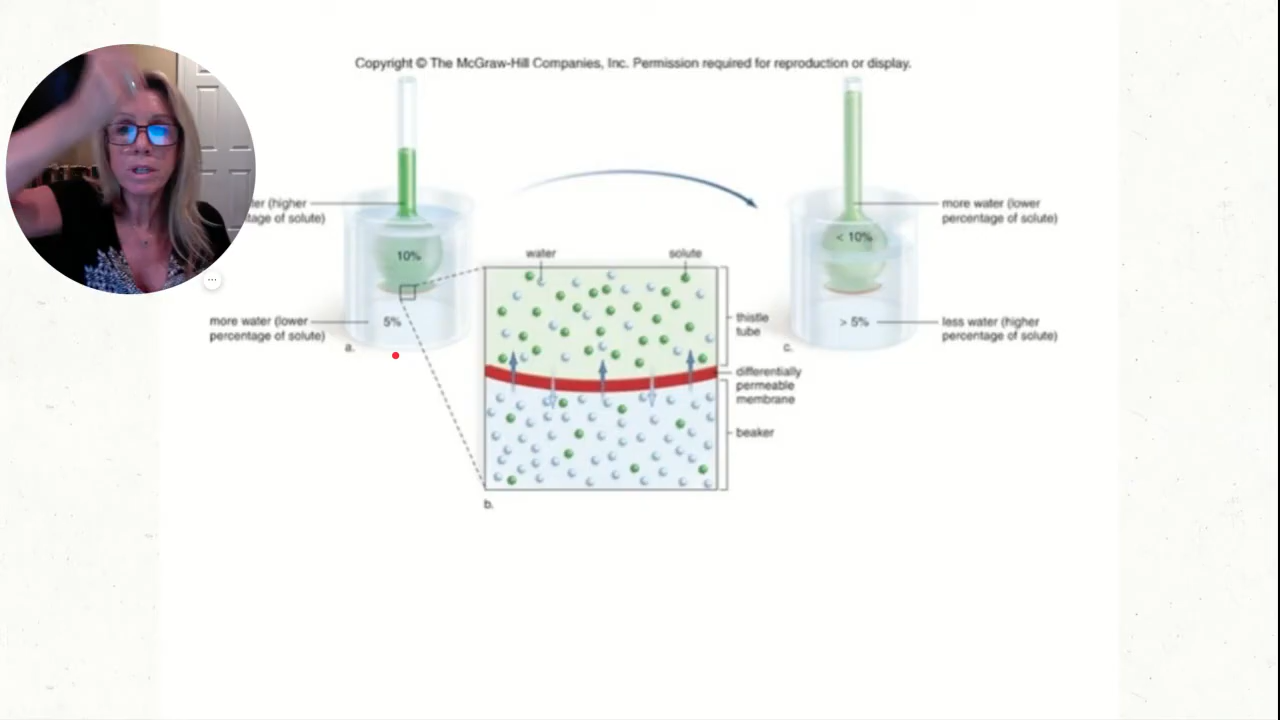 Copyright © The McGraw-Hill Companies, Inc. Permission required for reproduction or display.
(higher
of solute)
10%
more water (lower
percentage of solute)
5%
a.
water
solute
thistle
tube
differentially
permeable
membrane
beaker
b.
more water (lower
percentage of solute)
< 10%
> 5%
less water (higher
percentage of solute)
c.